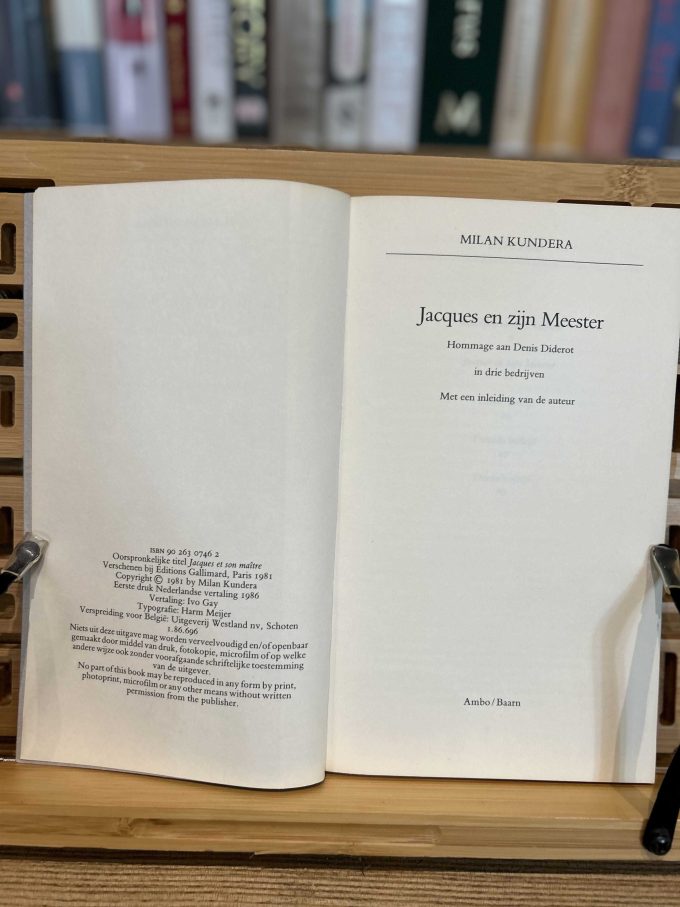 ISBN 90 263 0746 2
Oorspronkelijke titel Jacques et son maître
Verschenen bij Éditions Gallimard, Paris 1981
Copyright © 1981 by Milan Kundera
Eerste druk Nederlandse vertaling 1986
Vertaling: Ivo Gay
Typografie: Harm Meijer
Verspreiding voor België: Uitgeverij Westland nv, Schoten
1.86.696
Niets uit deze uitgave mag worden verveelvoudigd en/of openbaar
gemaakt door middel van druk, fotokopie, microfilm of op welke
andere wijze ook zonder voorafgaande schriftelijke toestemming
van de uitgever.
No part of this book may be reproduced in any form by print,
photoprint, microfilm or any other means without written
permission from the publisher.
MILAN KUNDERA
Jacques en zijn Meester
Hommage aan Denis Diderot
in drie bedrijven
Met een inleiding van de auteur
Ambo/Baarn